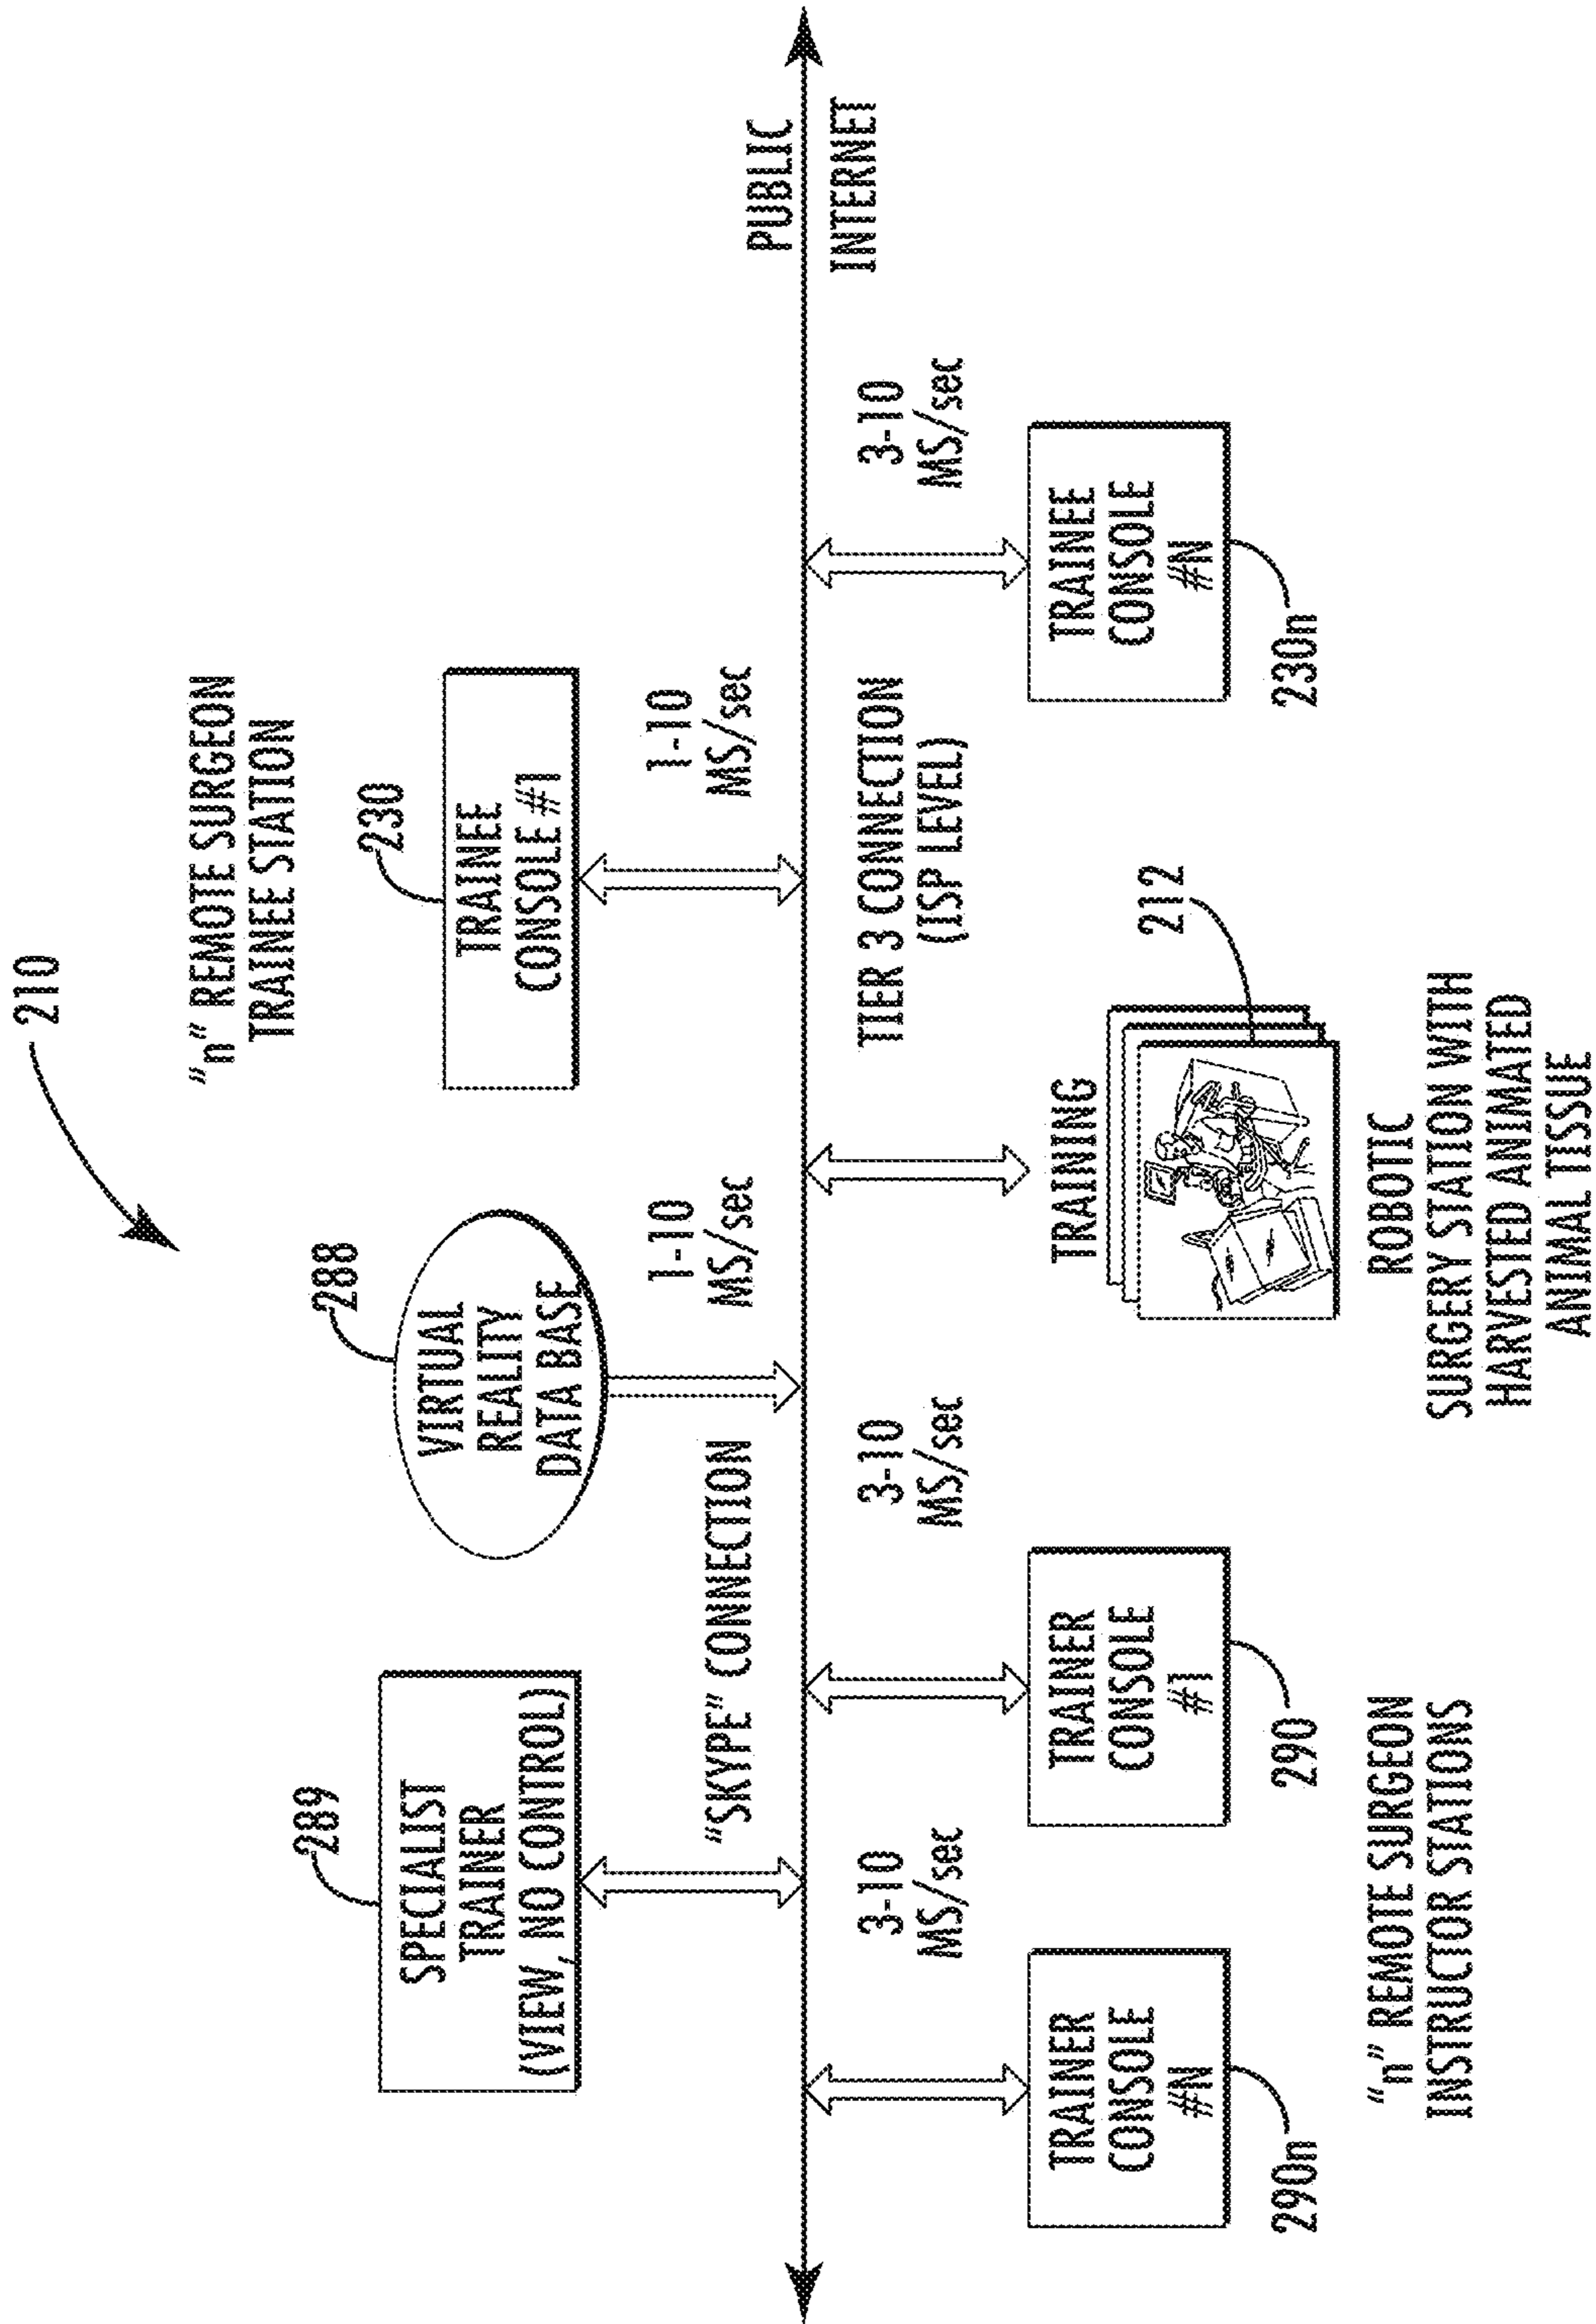 210
"n" REMOTE SURGEON
TRAINEE STATION
289
SPECIALIST
TRAINER
(VIEW, NO CONTROL)
288
VIRTUAL
REALITY
DATA BASE
230
TRAINEE
CONSOLE #1
"SKYPE" CONNECTION
1-10
MS/sec
1-10
MS/sec
PUBLIC
INTERNET
3-10
MS/sec
3-10
MS/sec
TIER 3 CONNECTION
(ISP LEVEL)
3-10
MS/sec
TRAINER
CONSOLE
#N
290n
TRAINER
CONSOLE
#1
290
TRAINING
212
TRAINEE
CONSOLE
#N
230n
"n" REMOTE SURGEON
INSTRUCTOR STATIONS
ROBOTIC
SURGERY STATION WITH
HARVESTED ANIMATED
ANIMAL TISSUE